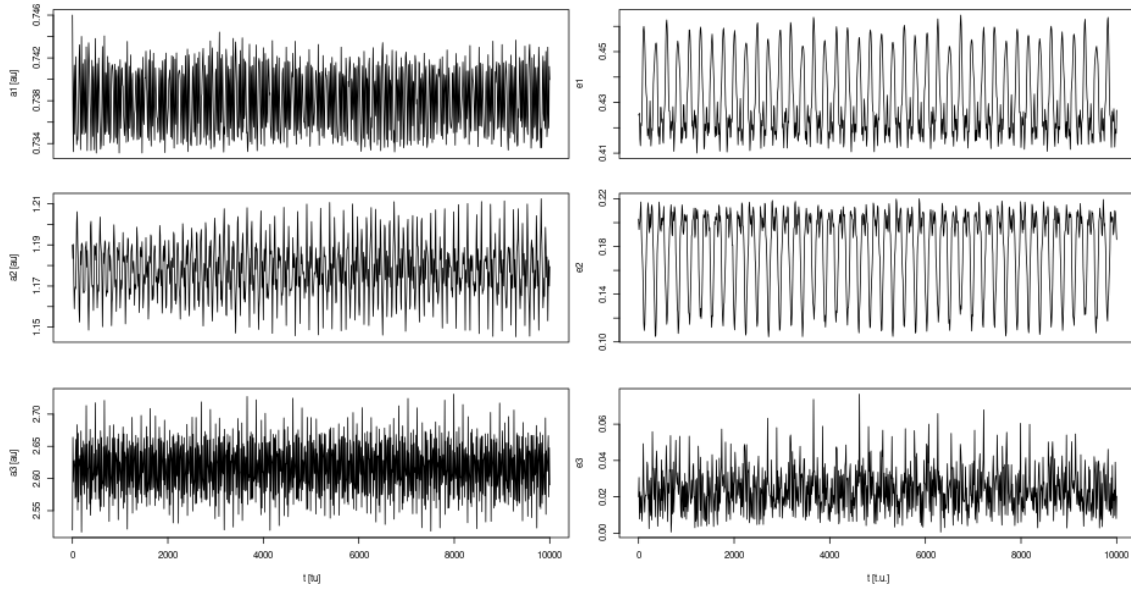 a1 [au]
0.734 0.738 0.742 0.746
e1
0.41 0.43 0.45
a2 [au]
1.15 1.17 1.19 1.21
e2
0.10 0.14 0.18 0.22
a3 [au]
2.55 2.60 2.65 2.70
e3
0.00 0.02 0.04 0.06
0 2000 4000 6000 8000 10000
0 2000 4000 6000 8000 10000
t [tu]
t [t.u.]